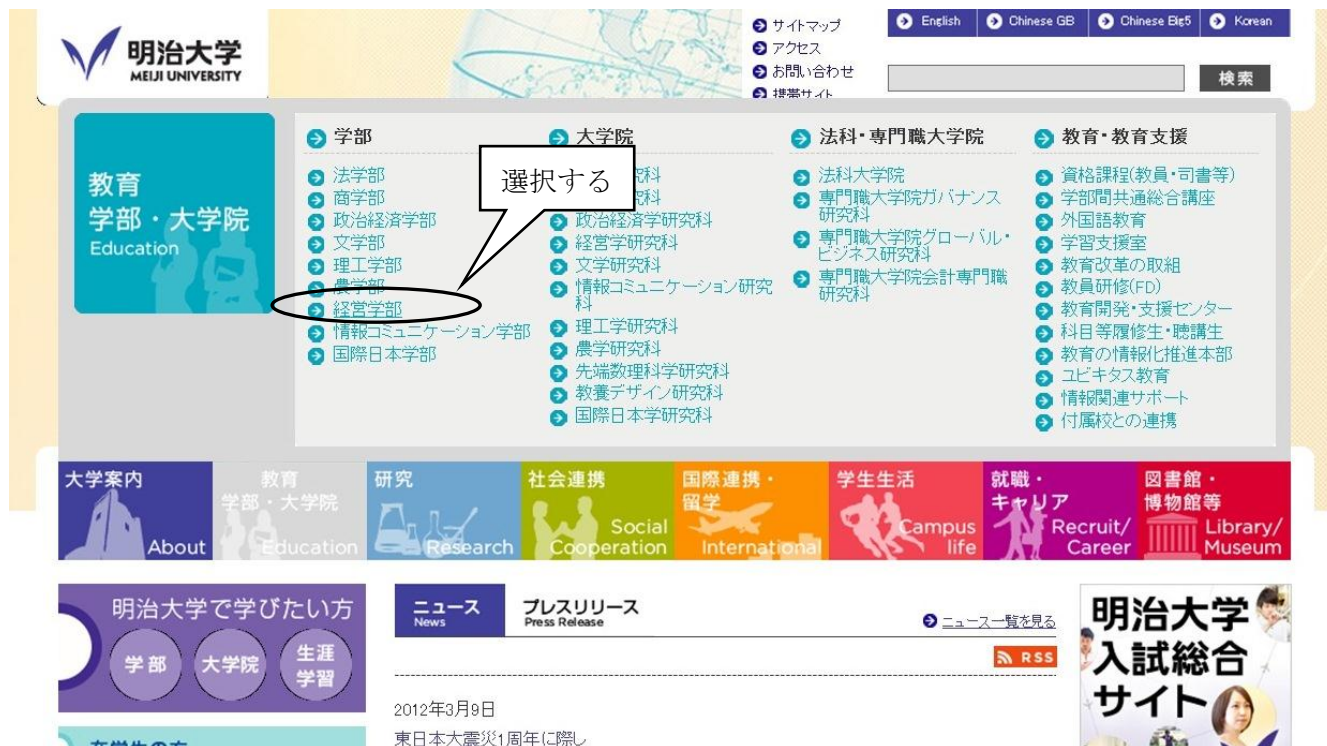 明治大学
MEIJI UNIVERSITY
サイトマップ
アクセス
お問い合わせ
携帯サイト
English
Chinese GB
Chinese Big5
Korean
検索
教育
学部・大学院
Education
学部
法学部
商学部
政治経済学部
文学部
理工学部
農学部
経営学部
情報コミュニケーション学部
国際日本学部
選択する
大学院
究科
究科
政治経済学研究科
経営学研究科
文学研究科
情報コミュニケーション研究
科
理工学研究科
農学研究科
先端数理科学研究科
教養デザイン研究科
国際日本学研究科
法科・専門職大学院
法科大学院
専門職大学院ガバナンス
研究科
専門職大学院グローバル・
ビジネス研究科
専門職大学院会計専門職
研究科
教育・教育支援
資格課程(教員・司書等)
学部間共通総合講座
外国語教育
学習支援室
教育改革の取組
教員研修(FD)
教育開発・支援センター
科目等履修生・聴講生
教育の情報化推進本部
ユビキタス教育
情報関連サポート
付属校との連携
大学案内
About
教育
学部・大学院
Education
研究
Research
社会連携
Social
Cooperation
国際連携・
留学
International
学生生活
Campus
life
就職・
キャリア
Recruit/
Career
図書館・
博物館等
Library/
Museum
明治大学で学びたい方
学部
大学院
生涯
学習
ニュース
News
プレスリリース
Press Release
ニュース一覧を見る
RSS
2012年3月9日
東日本大震災1周年に際し
明治大学
入試総合
サイト